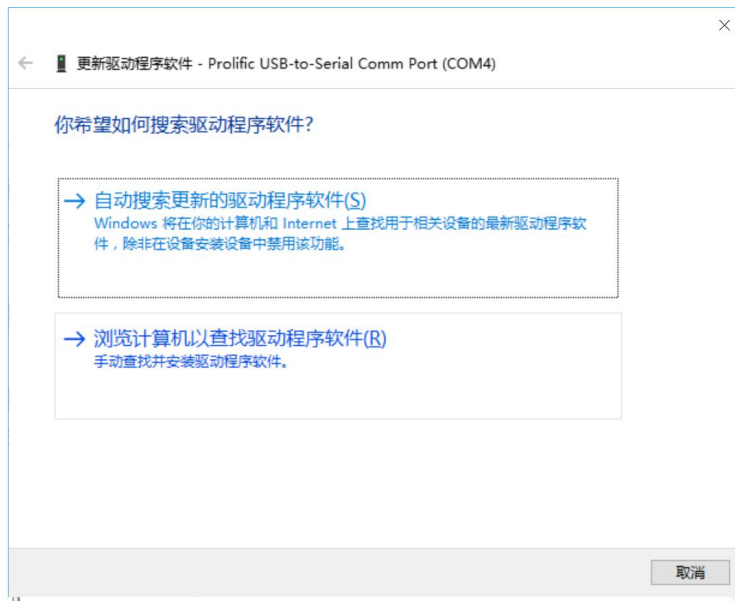 更新驱动程序软件 - Prolific USB-to-Serial Comm Port (COM4)
你希望如何搜索驱动程序软件?
自动搜索更新的驱动程序软件(S)
Windows 将在你的计算机和 Internet 上查找用于相关设备的最新驱动程序软
件，除非在设备安装设备中禁用该功能。
浏览计算机以查找驱动程序软件(R)
手动查找并安装驱动程序软件。
取消